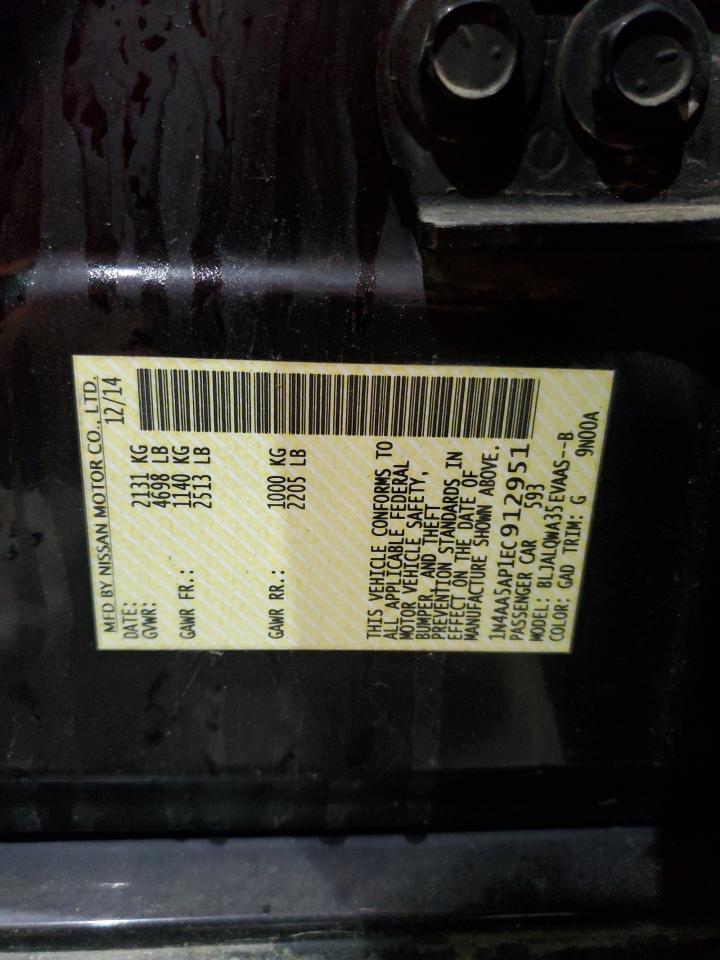 MFD BY NISSAN MOTOR CO., LTD.
DATE: 12/14
GVWR: 2131 KG
4698 LB
GAWR FR.: 1140 KG
2513 LB
GAWR RR.: 1000 KG
2205 LB
THIS VEHICLE CONFORMS TO
ALL APPLICABLE FEDERAL
MOTOR VEHICLE SAFETY,
BUMPER, AND THEFT
PREVENTION STANDARDS IN
EFFECT ON THE DATE OF
MANUFACTURE SHOWN ABOVE.
1N4AA5AP1EC912951
PASSENGER CAR 593
MODEL: BLJALQWA35EVAAS--B
COLOR: GAD TRIM: G 9N00A